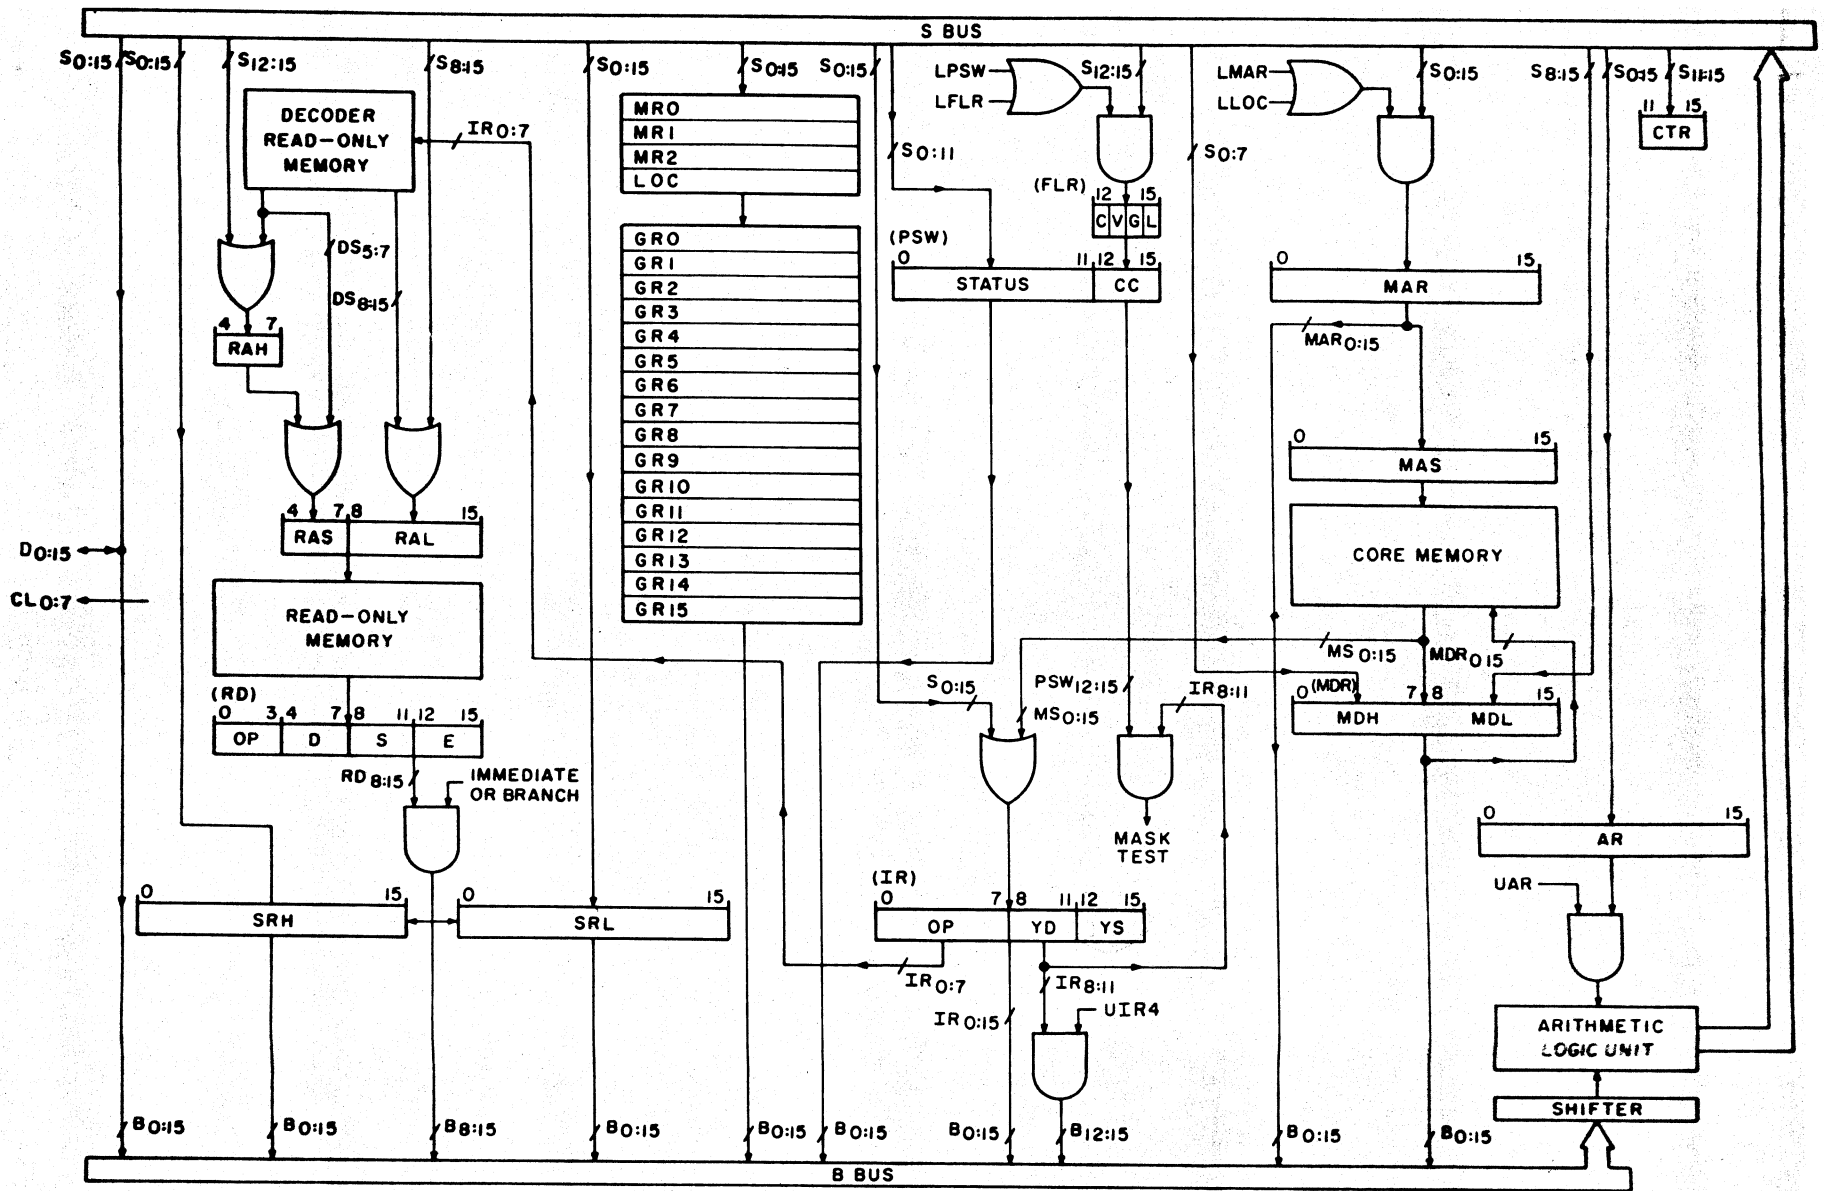 S BUS
S0:15
S0:15
S12:15
S8:15
S0:15
S0:15
S0:15
LPSW
LFLR
S12:15
LMAR
LLOC
S0:15
S8:15
S0:15
S11:15
11 15
CTR
DECODER
READ-ONLY
MEMORY
IR0:7
MR0
MR1
MR2
LOC
S0:11
S0:7
(FLR)
12 15
C V G L
DS5:7
DS8:15
4 7
RAH
GR0
GR1
GR2
GR3
GR4
GR5
GR6
GR7
GR8
GR9
GR10
GR11
GR12
GR13
GR14
GR15
(PSW)
0 11 12 15
STATUS CC
0 15
MAR
MAR0:15
0 15
MAS
CORE MEMORY
4 7 8 15
RAS RAL
D0:15
CL0:7
READ-ONLY
MEMORY
(RD)
0 3 4 7 8 11 12 15
OP D S E
RD8:15
IMMEDIATE
OR BRANCH
S0:15
MS0:15
PSW12:15
IR8:11
MS0:15
MDR0:15
0 (MDR) 7 8 15
MDH MDL
MASK
TEST
0 15
AR
UAR
0 15
SRH
0 15
SRL
(IR)
0 7 8 11 12 15
OP YD YS
IR0:7
IR8:11
IR0:15
UIR4
ARITHMETIC
LOGIC UNIT
SHIFTER
B0:15
B0:15
B8:15
B0:15
B0:15
B0:15
B0:15
B12:15
B0:15
B0:15
B BUS